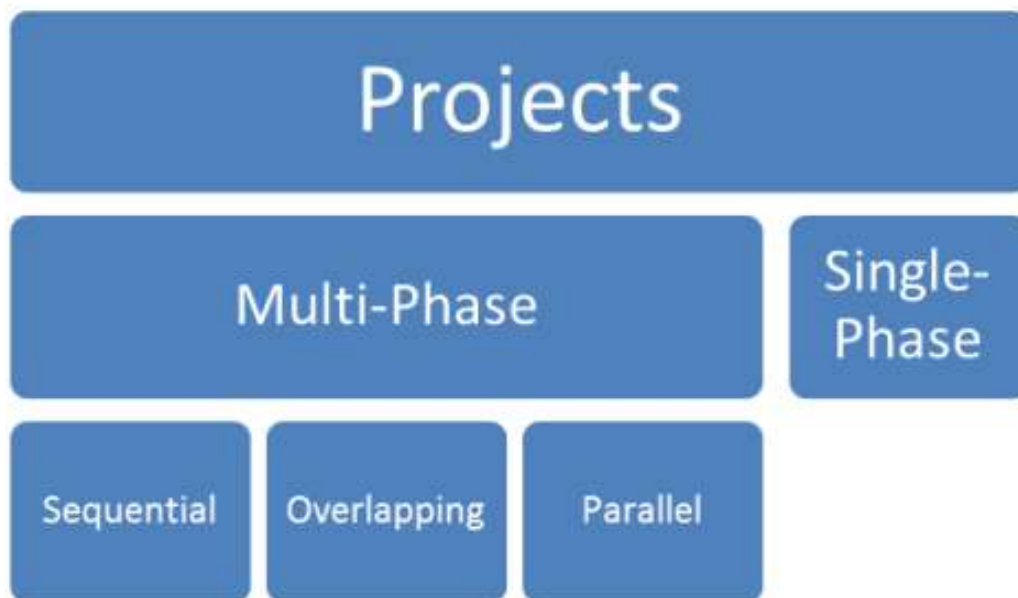 Projects
Multi-Phase
Single-
Phase
Sequential
Overlapping
Parallel